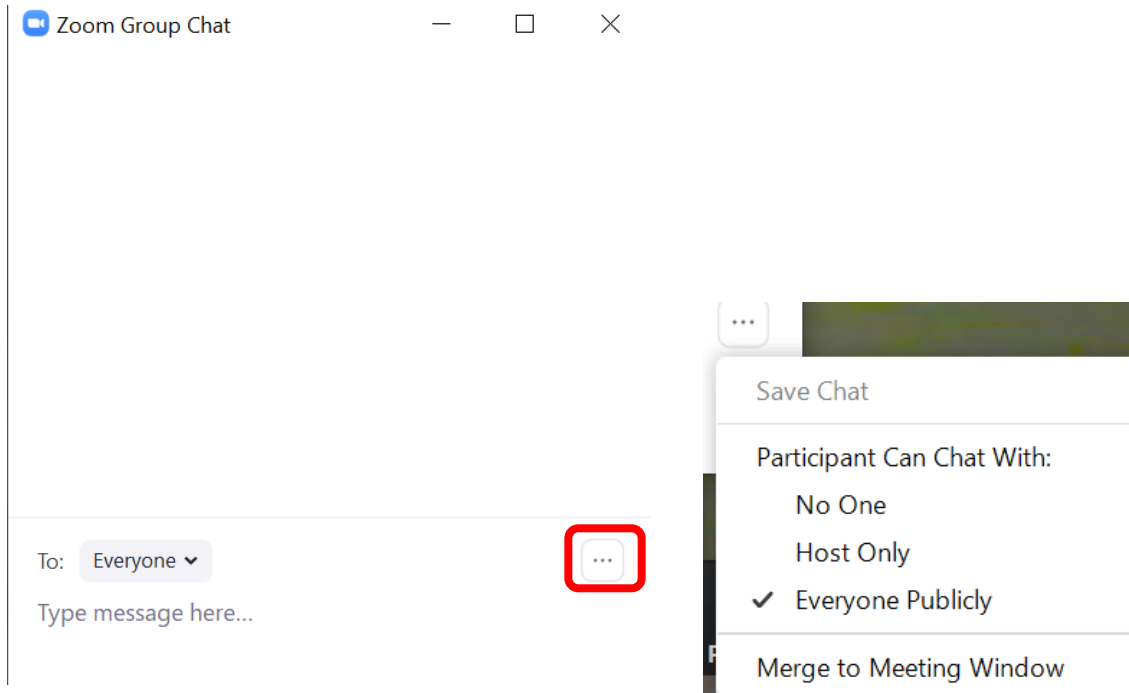 Zoom Group Chat
To: Everyone
Type message here...
Save Chat
Participant Can Chat With:
No One
Host Only
Everyone Publicly
Merge to Meeting Window